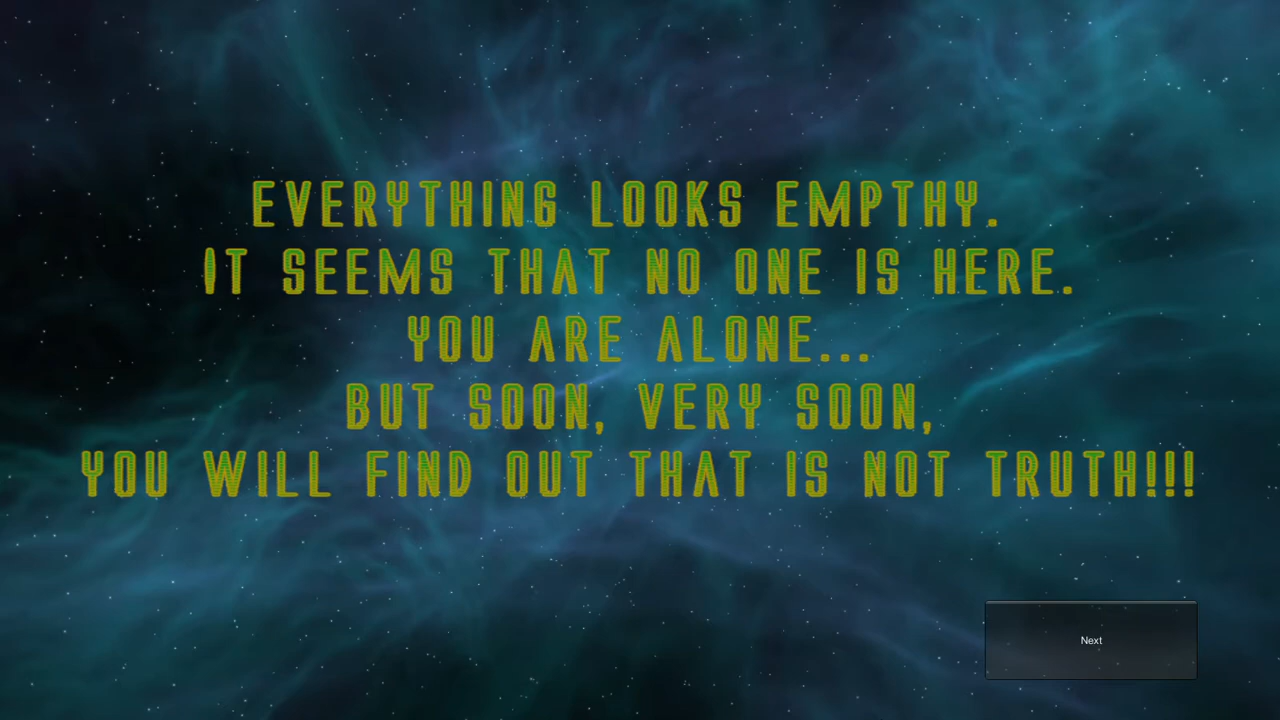 EVERYTHING LOOKS EMPTHY.
IT SEEMS THAT NO ONE IS HERE.
YOU ARE ALONE...
BUT SOON, VERY SOON,
YOU WILL FIND OUT THAT IS NOT TRUTH!!!
Next